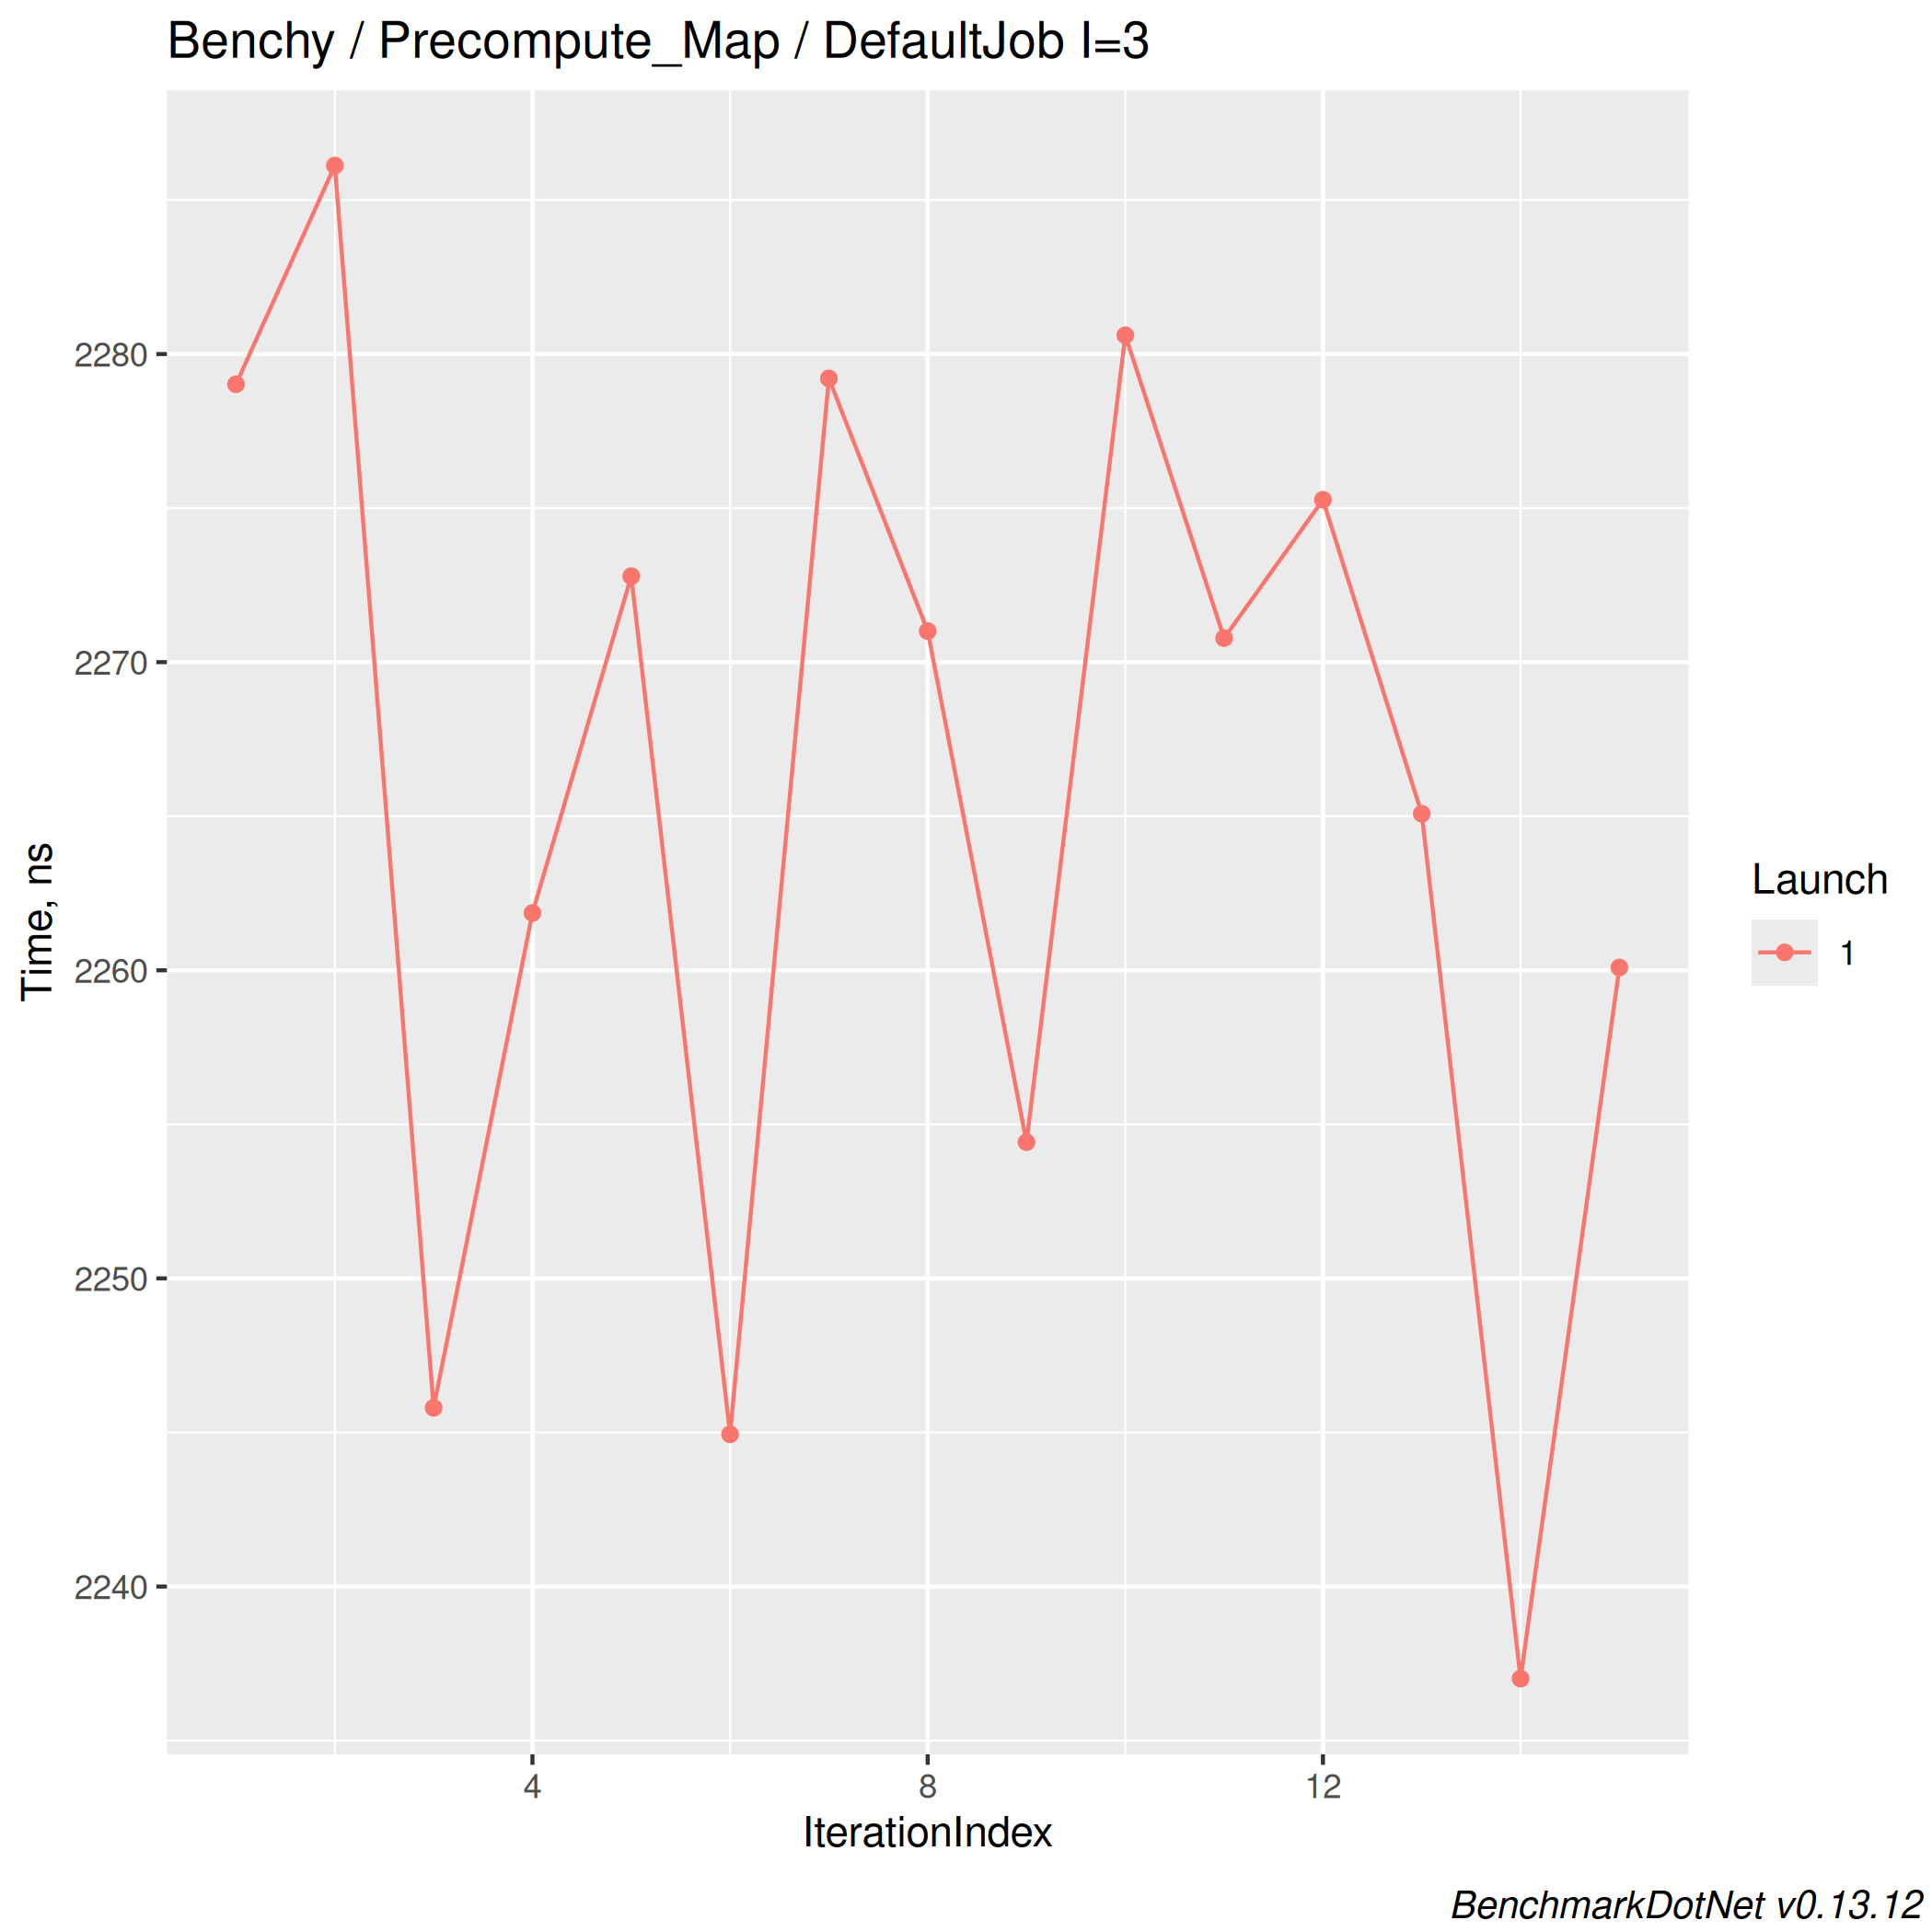 Benchy / Precompute_Map / DefaultJob I=3
Time, ns
2280
2270
2260
2250
2240
4 8 12
IterationIndex
Launch
1
BenchmarkDotNet v0.13.12